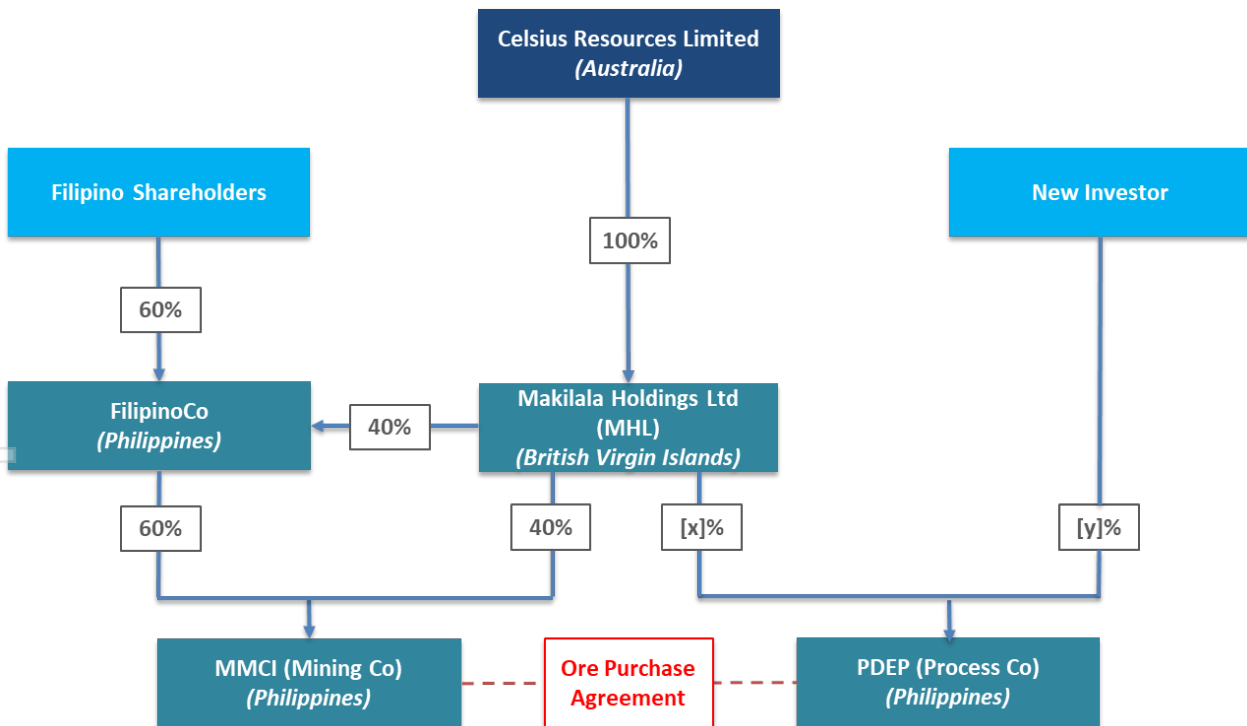 Celsius Resources Limited
(Australia)
Filipino Shareholders
New Investor
100%
60%
FilipinoCo
(Philippines)
40%
Makilala Holdings Ltd
(MHL)
(British Virgin Islands)
60%
40%
[x]%
[y]%
MMCI (Mining Co)
(Philippines)
Ore Purchase
Agreement
PDEP (Process Co)
(Philippines)